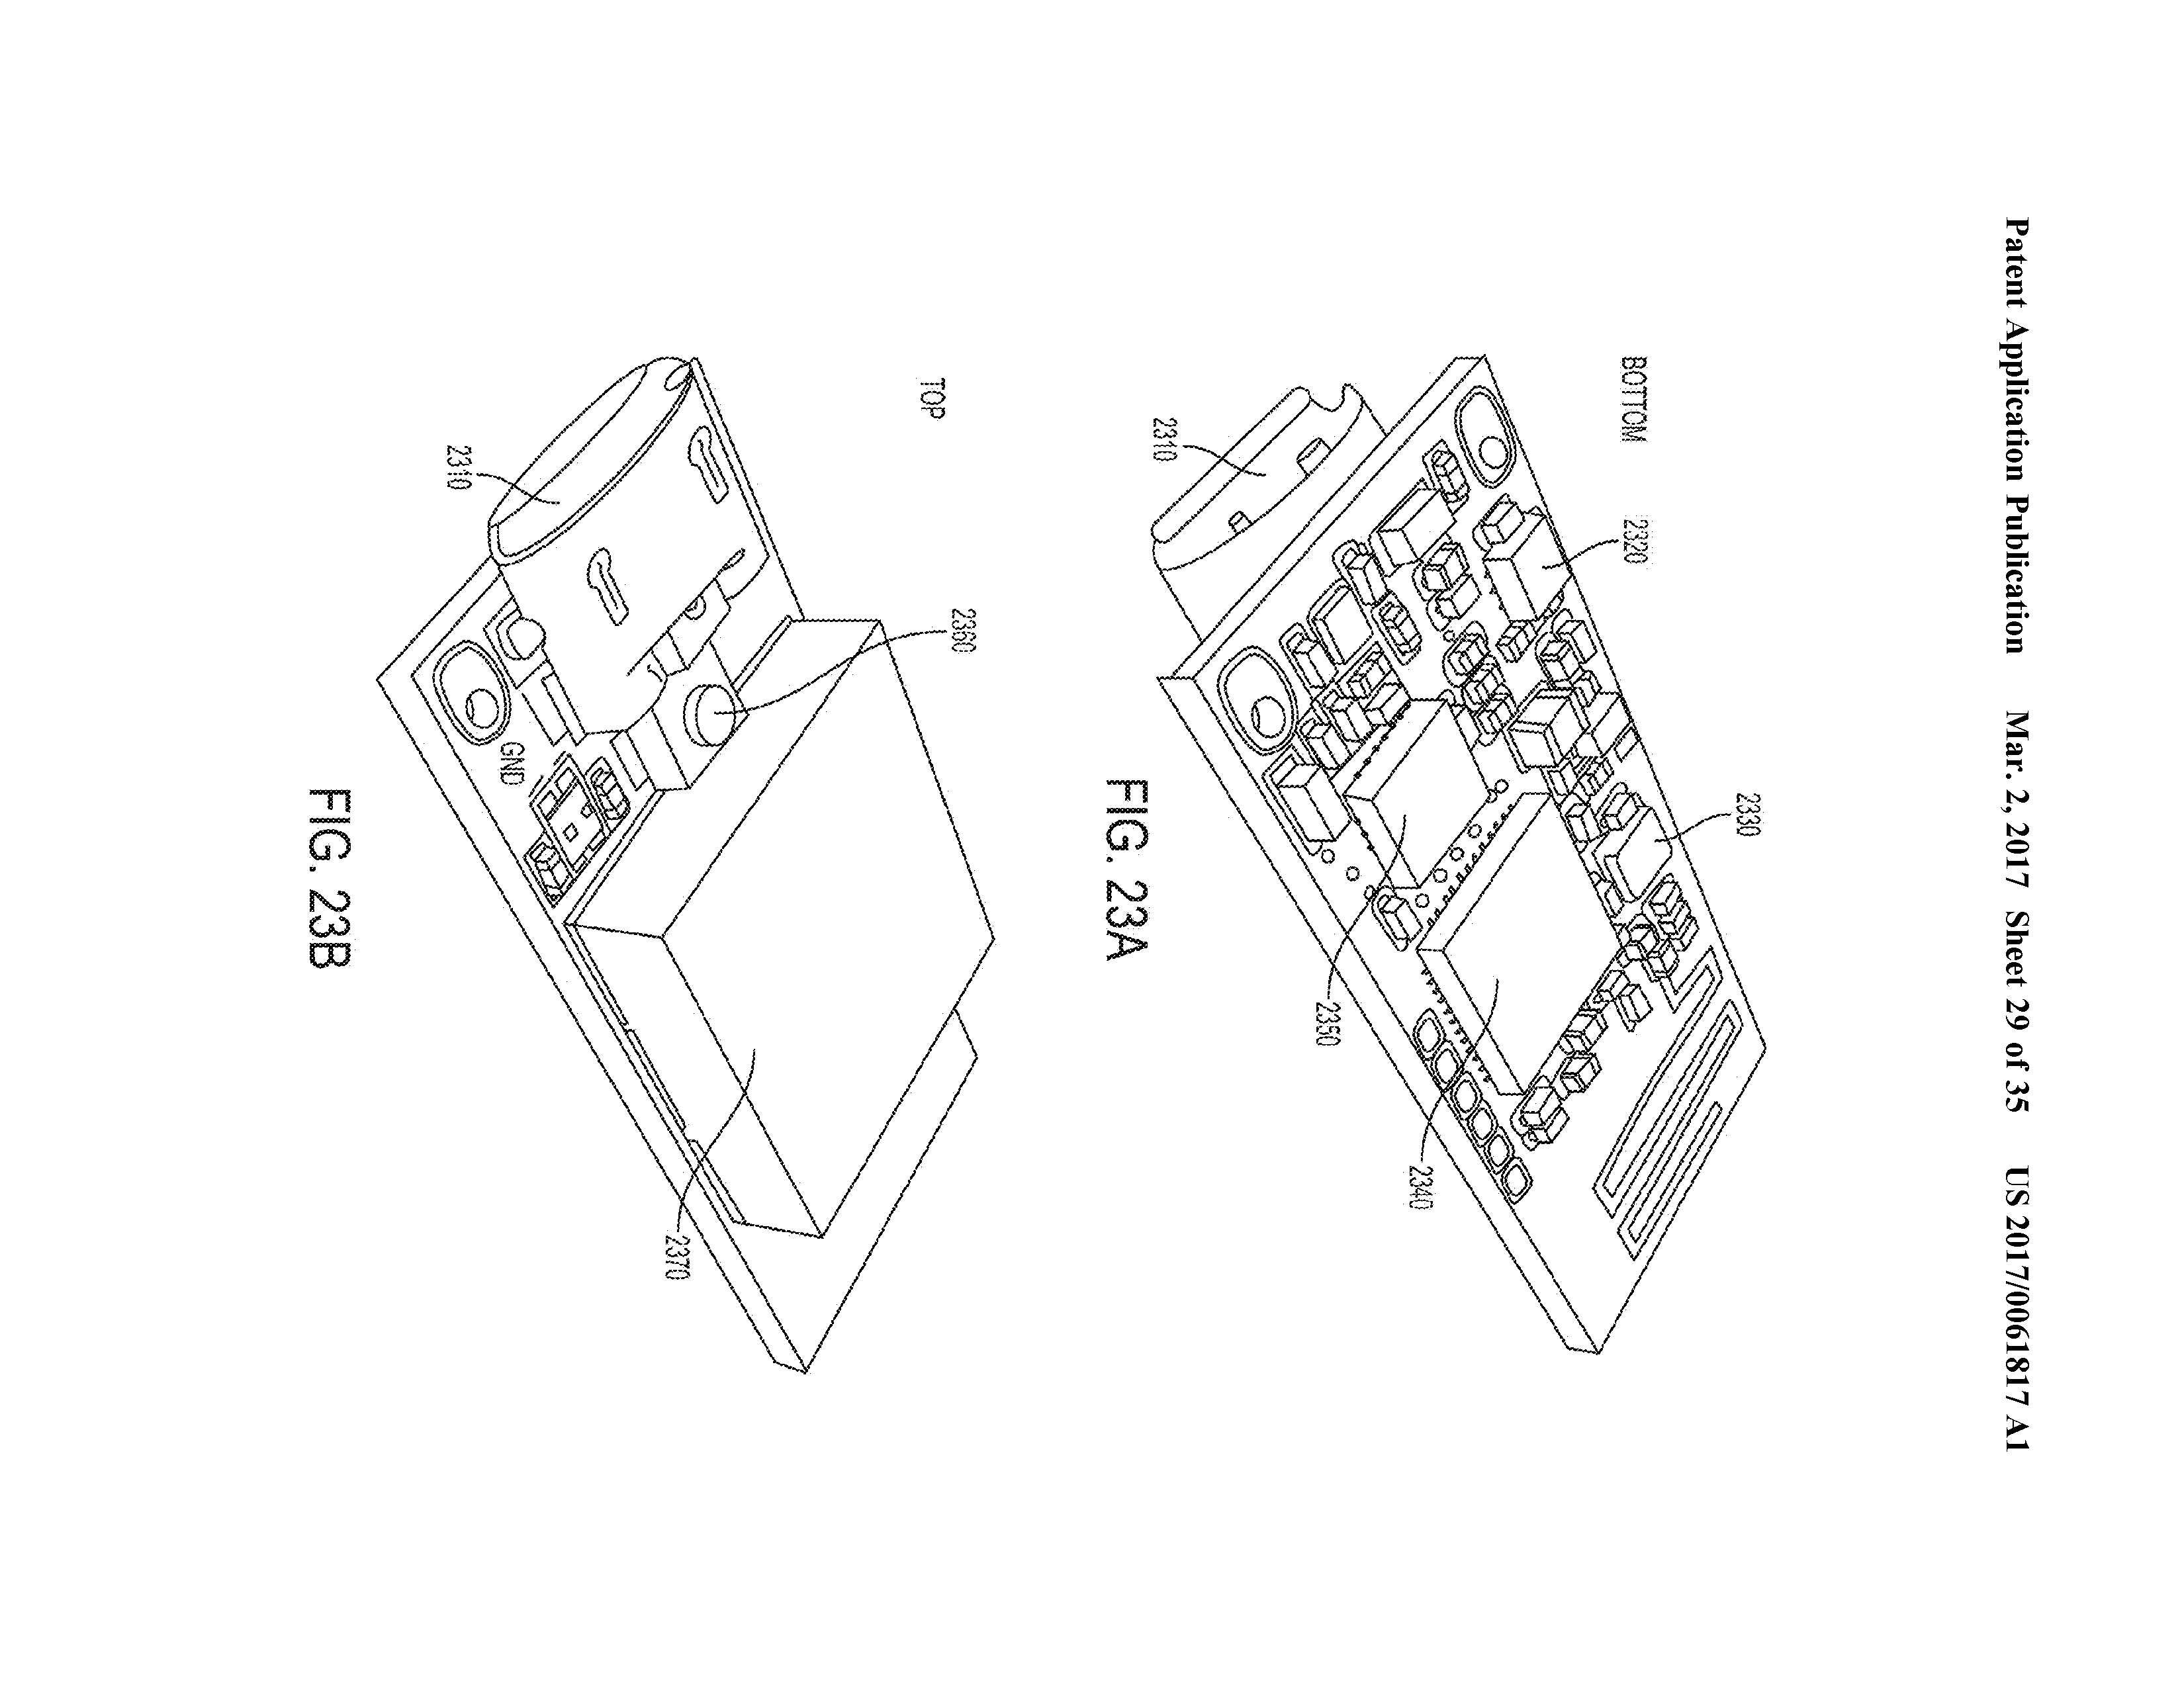 Patent Application Publication Mar. 2, 2017 Sheet 29 of 35 US 2017/0061817 A1
BOTTOM
2320
2330
2310
2350
2340
FIG. 23A
TOP
2360
2310
GND
2370
FIG. 23B